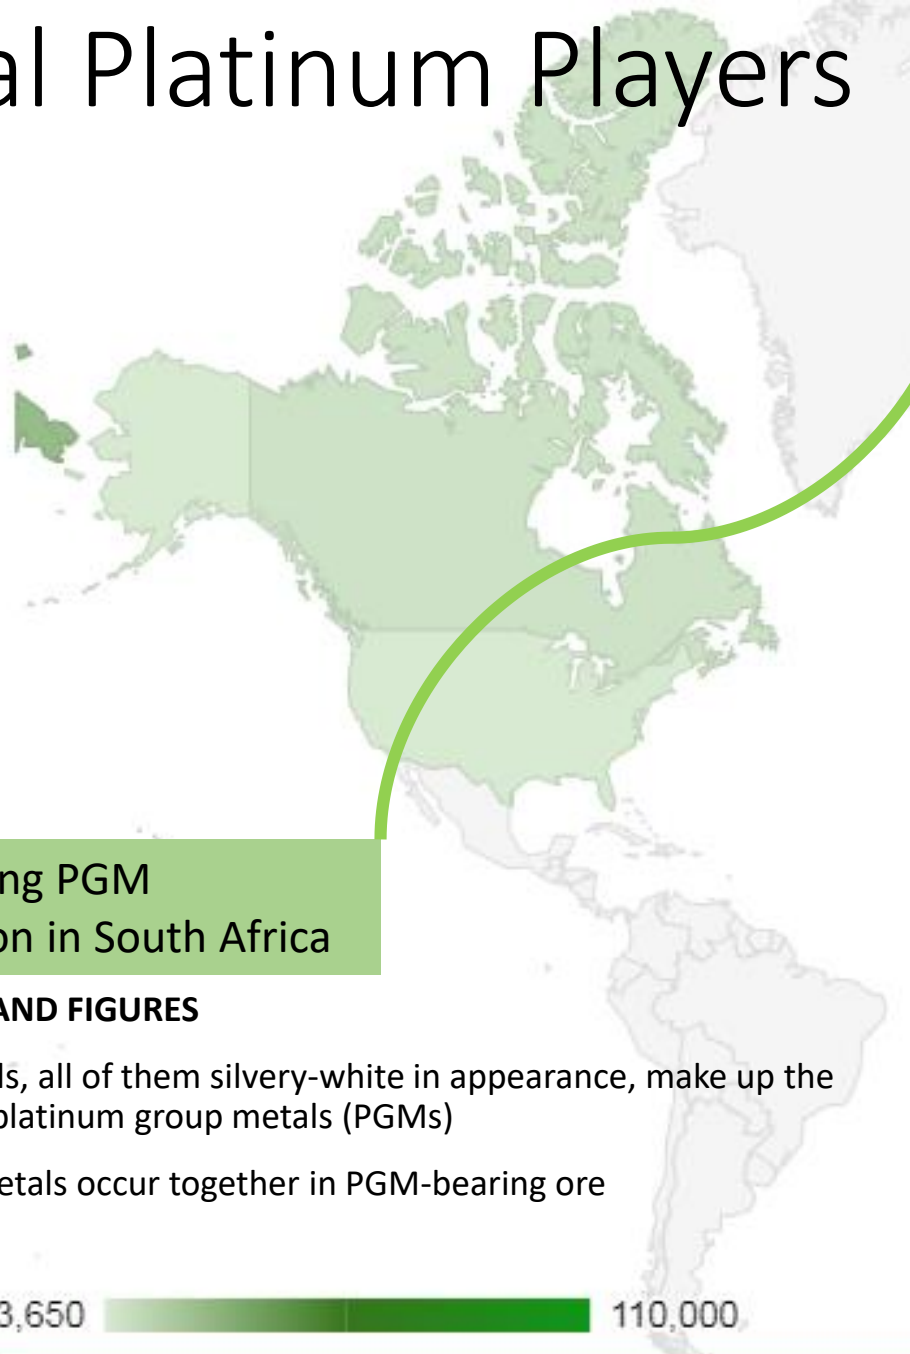 al Platinum Players
ng PGM
on in South Africa
AND FIGURES
ls, all of them silvery-white in appearance, make up the
platinum group metals (PGMs)
etals occur together in PGM-bearing ore
3,650 110,000